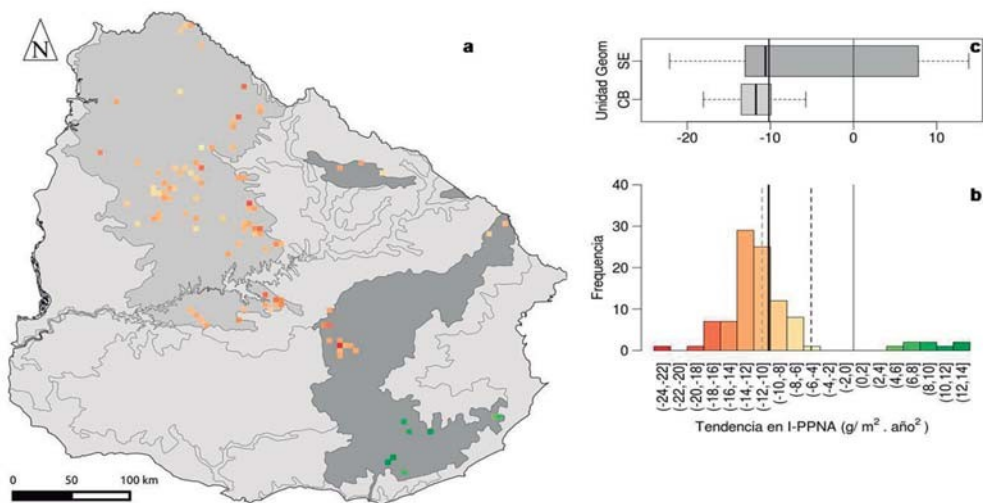 N
a
0 50 100 km
c
Unidad Geom
SE
CB
-20 -10 0 10
b
Frequencia
40
30
20
10
0
(-24, -22]
(-22, -20]
(-20, -18]
(-18, -16]
(-16, -14]
(-14, -12]
(-12, -10]
(-10, -8]
(-8, -6]
(-6, -4]
(-4, -2]
(-2,0]
(0,2]
(2,4]
(4,6]
(6,8]
(8,10]
(10,12]
(12,14]
Tendencia en I-PPNA (g/ m² . año²)